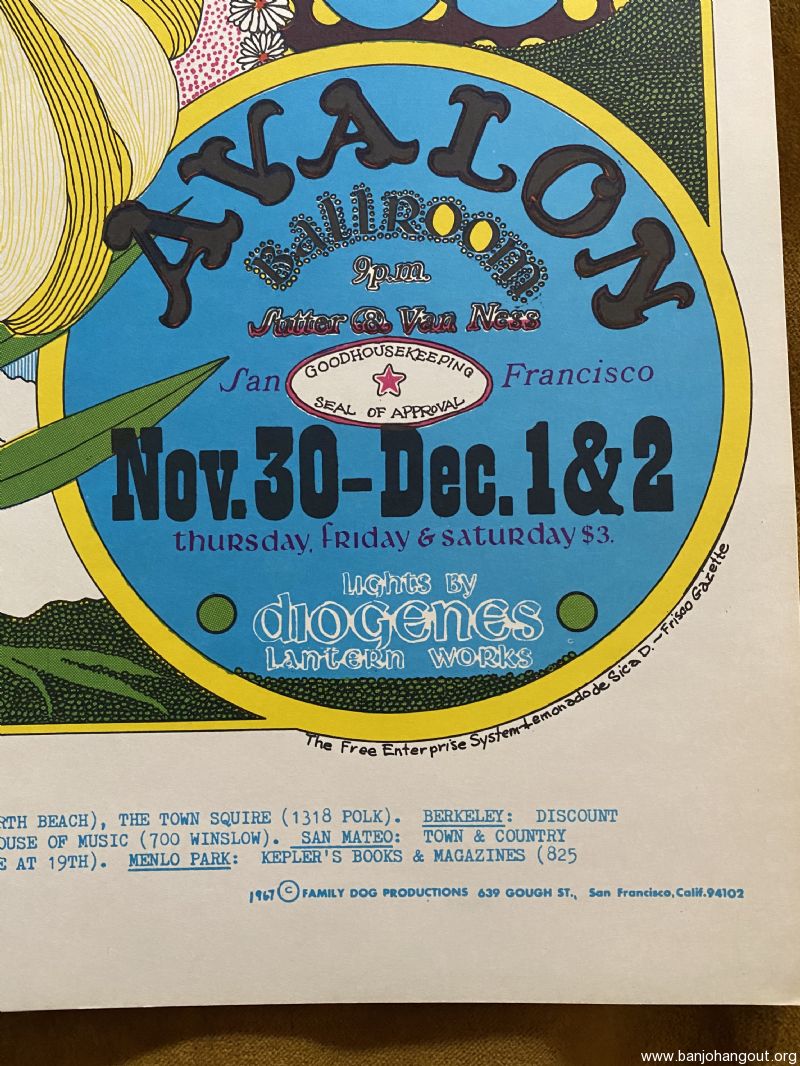 AVALON
BALLROOM
9p.m.
Sutter & Van Ness
San Francisco
GOODHOUSEKEEPING
SEAL OF APPROVAL
Nov. 30-Dec. 1 & 2
thursday, friday & saturday $3.
Lights By
diogenes
Lantern Works
The Free Enterprise System Lemonado de Sica D. - Frisno Gazette
RTH BEACH), THE TOWN SQUIRE (1318 POLK). BERKELEY: DISCOUNT
OUSE OF MUSIC (700 WINSLOW). SAN MATEO: TOWN & COUNTRY
E AT 19TH). MENLO PARK: KEPLER'S BOOKS & MAGAZINES (825
1967 © FAMILY DOG PRODUCTIONS 639 GOUGH ST., San Francisco, Calif. 94102
www.banjohangout.org